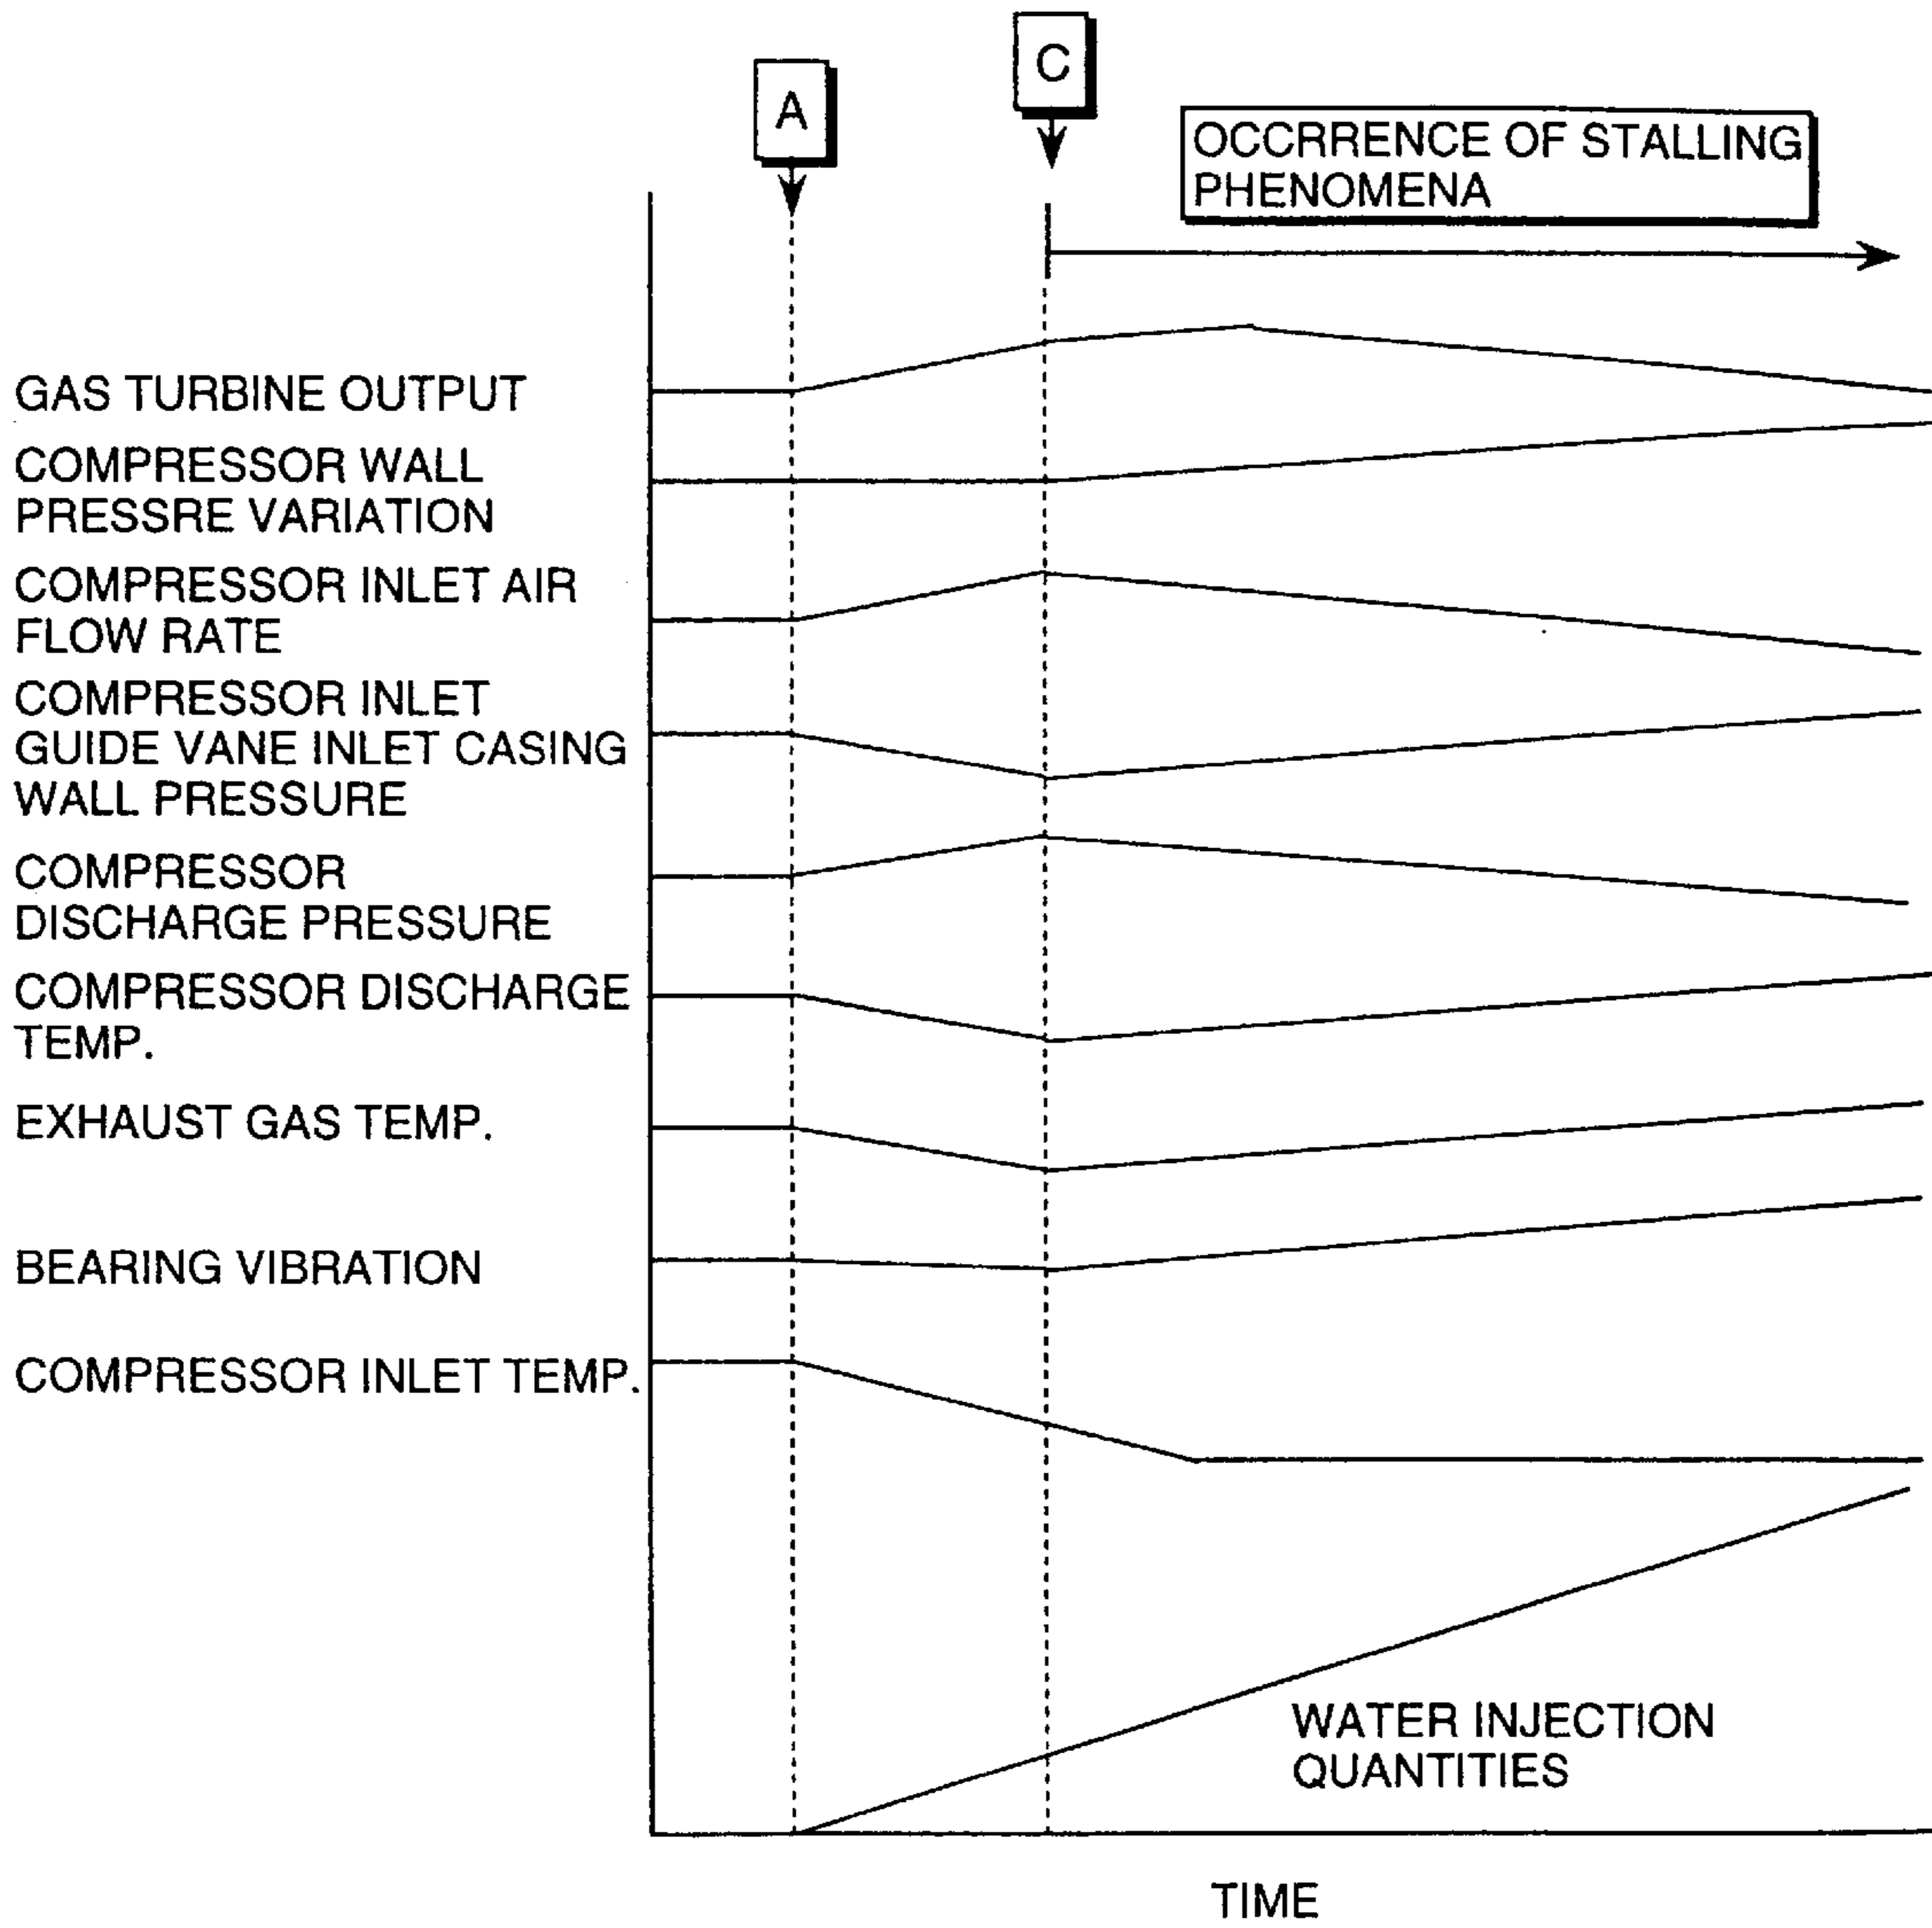 A
C
OCCRRENCE OF STALLING
PHENOMENA
GAS TURBINE OUTPUT
COMPRESSOR WALL
PRESSRE VARIATION
COMPRESSOR INLET AIR
FLOW RATE
COMPRESSOR INLET
GUIDE VANE INLET CASING
WALL PRESSURE
COMPRESSOR
DISCHARGE PRESSURE
COMPRESSOR DISCHARGE
TEMP.
EXHAUST GAS TEMP.
BEARING VIBRATION
COMPRESSOR INLET TEMP.
WATER INJECTION
QUANTITIES
TIME